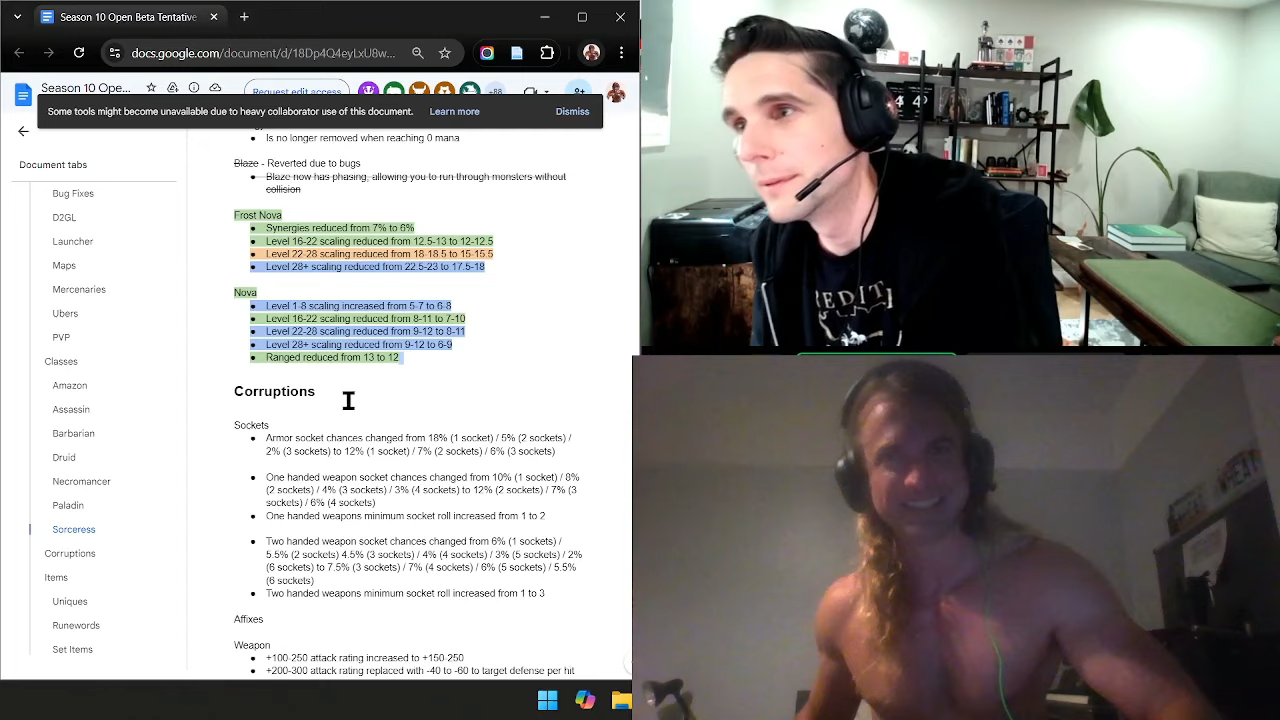 Season 10 Open Beta Tentative
docs.google.com/document/d/18Dp4Q4eyLxU8w...
Season 10 Ope...
Request edit access
+88
Some tools might become unavailable due to heavy collaborator use of this document.
Learn more
Dismiss
Document tabs
Bug Fixes
D2GL
Launcher
Maps
Mercenaries
Ubers
PVP
Classes
Amazon
Assassin
Barbarian
Druid
Necromancer
Paladin
Sorceress
Corruptions
Items
Uniques
Runewords
Set Items
Is no longer removed when reaching 0 mana
Blaze - Reverted due to bugs
Blaze now has phasing, allowing you to run through monsters without
collision
Frost Nova
Synergies reduced from 7% to 6%
Level 16-22 scaling reduced from 12.5-13 to 12-12.5
Level 22-28 scaling reduced from 18-18.5 to 15-15.5
Level 28+ scaling reduced from 22.5-23 to 17.5-18
Nova
Level 1-8 scaling increased from 5-7 to 6-8
Level 16-22 scaling reduced from 8-11 to 7-10
Level 22-28 scaling reduced from 9-12 to 8-11
Level 28+ scaling reduced from 9-12 to 6-9
Ranged reduced from 13 to 12
Corruptions
Sockets
Armor socket chances changed from 18% (1 socket) / 5% (2 sockets) /
2% (3 sockets) to 12% (1 socket) / 7% (2 sockets) / 6% (3 sockets)
One handed weapon socket chances changed from 10% (1 socket) / 8%
(2 sockets) / 4% (3 sockets) / 3% (4 sockets) to 12% (2 sockets) / 7% (3
sockets) / 6% (4 sockets)
One handed weapons minimum socket roll increased from 1 to 2
Two handed weapon socket chances changed from 6% (1 sockets) /
5.5% (2 sockets) 4.5% (3 sockets) / 4% (4 sockets) / 3% (5 sockets) / 2%
(6 sockets) to 7.5% (3 sockets) / 7% (4 sockets) / 6% (5 sockets) / 5.5%
(6 sockets)
Two handed weapons minimum socket roll increased from 1 to 3
Affixes
Weapon
+100-250 attack rating increased to +150-250
+200-300 attack rating replaced with -40 to -60 to target defense per hit